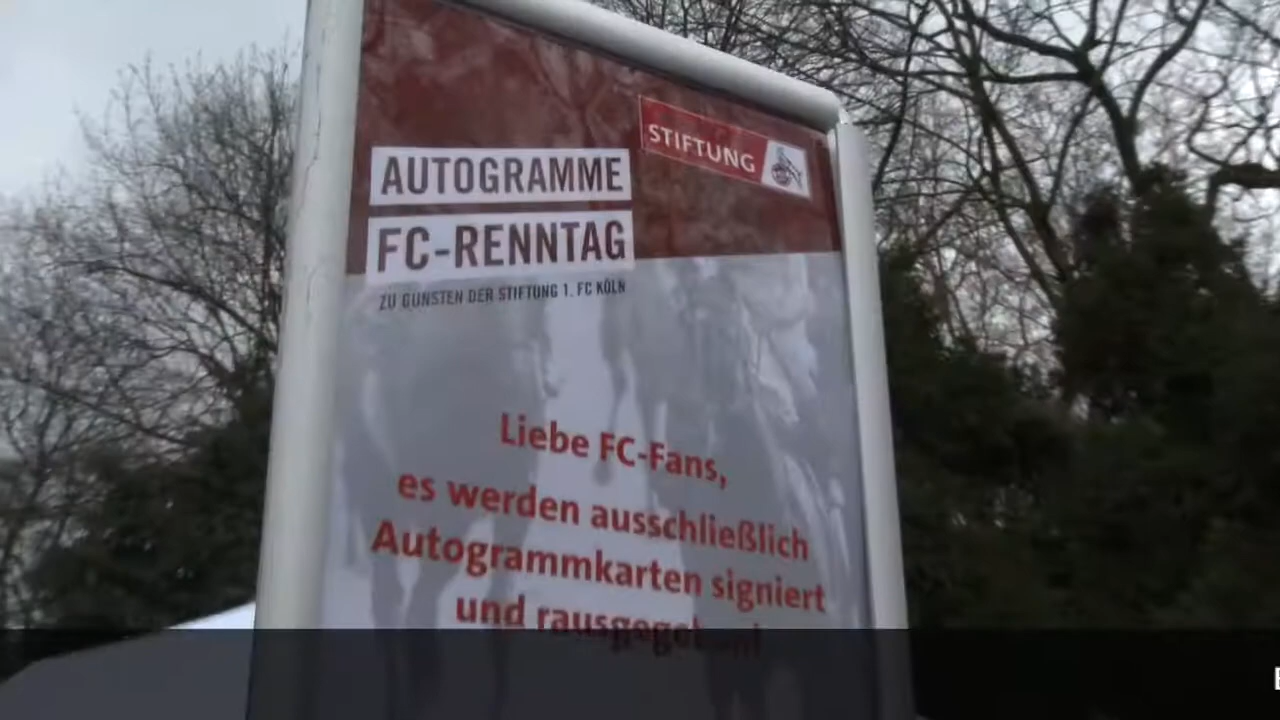 STIFTUNG
AUTOGRAMME
FC-RENNTAG
ZU GUNSTEN DER STIFTUNG 1. FC KÖLN
Liebe FC-Fans,
es werden ausschließlich
Autogrammkarten signiert
und rausgegeben!